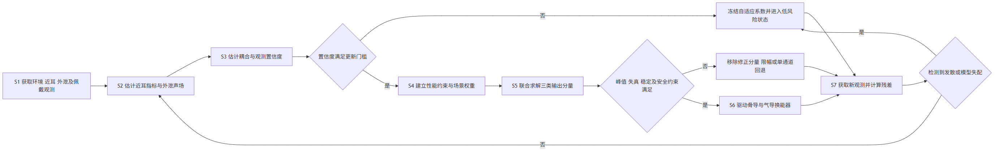 S1 获取环境 近耳 外泄及佩
戴观测
S2 估计近耳指标与外泄声场
S3 估计耦合与观测置信度
置信度满足更新门槛
否
是
S4 建立性能约束与场景权重
S5 联合求解三类输出分量
峰值 失真 稳定及安全约束
满足
否
是
冻结自适应系数并进入低风
险状态
移除修正分量 限幅或单通道
回退
S6 驱动骨导与气导换能器
S7 获取新观测并计算残差
检测到发散或模型失配
是
否